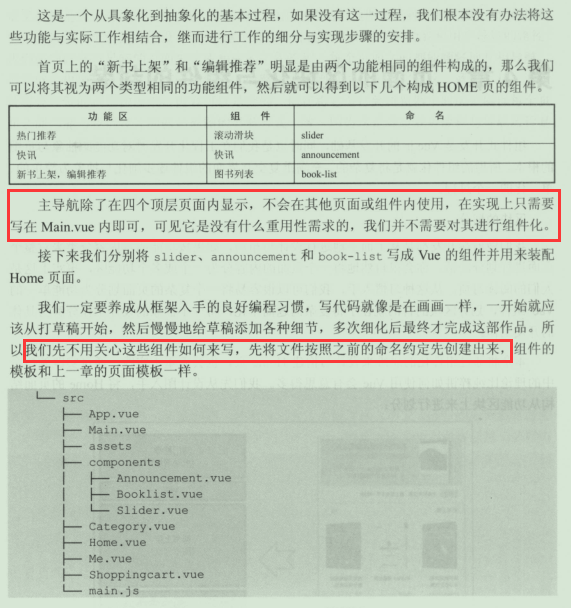 这是一个从具象化到抽象化的基本过程，如果没有这一过程，我们根本没有办法将这
些功能与实际工作相结合，继而进行工作的细分与实现步骤的安排。
首页上的“新书上架”和“编辑推荐”明显是由两个功能相同的组件构成的，那么我们
可以将其视为两个类型相同的功能组件，然后就可以得到以下几个构成 HOME 页的组件。
功能区 组件 命名
热门推荐 滚动滑块 slider
快讯 快讯 announcement
新书上架，编辑推荐 图书列表 book-list
主导航除了在四个顶层页面内显示，不会在其他页面或组件内使用，在实现上只需要
写在 Main.vue 内即可，可见它是没有什么重用性需求的，我们并不需要对其进行组件化。
接下来我们分别将 slider、announcement 和 book-list 写成 Vue 的组件并用来装配
Home 页面。
我们一定要养成从框架入手的良好编程习惯，写代码就像是在画画一样，一开始就应
该从打草稿开始，然后慢慢地给草稿添加各种细节，多次细化后最终才完成这部作品。所
以我们先不用关心这些组件如何来写，先将文件按照之前的命名约定先创建出来，组件的
模板和上一章的页面模板一样。
└── src
├── App.vue
├── Main.vue
├── assets
├── components
│ ├── Announcement.vue
│ ├── Booklist.vue
│ └── Slider.vue
├── Category.vue
├── Home.vue
├── Me.vue
├── Shoppingcart.vue
└── main.js